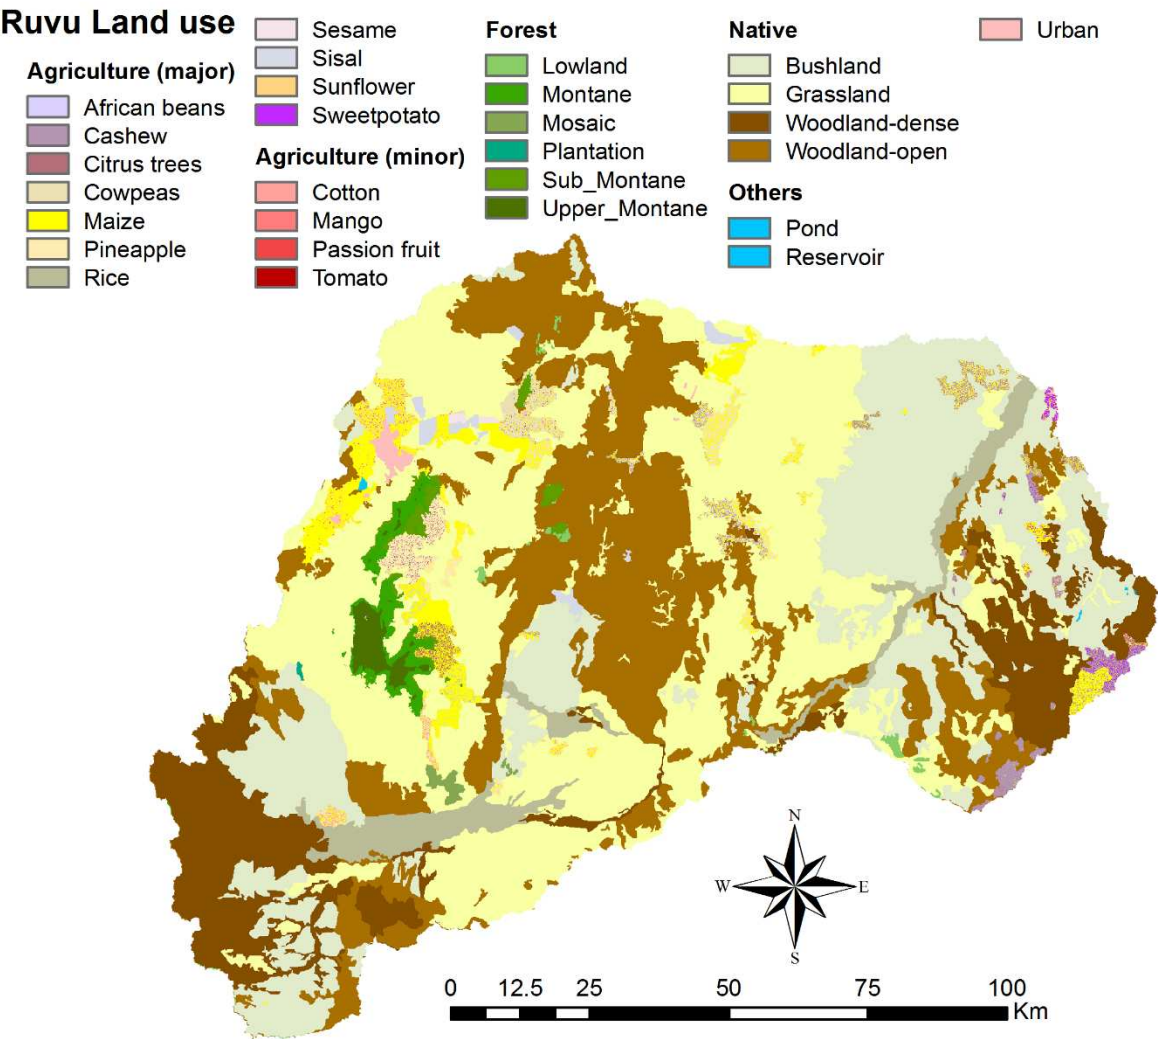 Ruvu Land use
Agriculture (major)
African beans
Cashew
Citrus trees
Cowpeas
Maize
Pineapple
Rice
Sesame
Sisal
Sunflower
Sweetpotato
Agriculture (minor)
Cotton
Mango
Passion fruit
Tomato
Forest
Lowland
Montane
Mosaic
Plantation
Sub_Montane
Upper_Montane
Native
Bushland
Grassland
Woodland-dense
Woodland-open
Others
Pond
Reservoir
Urban
N
W E
S
0 12.5 25 50 75 100
Km